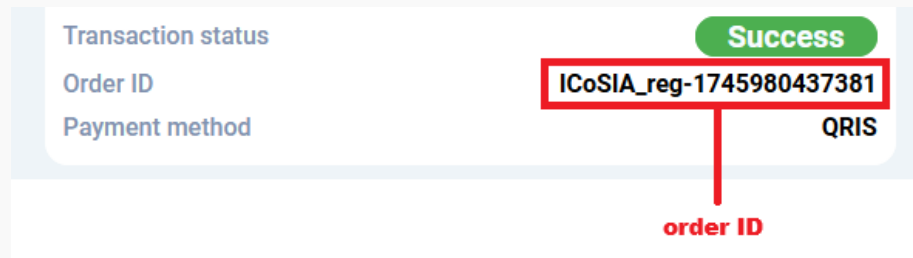 Transaction status Success
Order ID ICoSIA_reg-1745980437381
Payment method QRIS
order ID